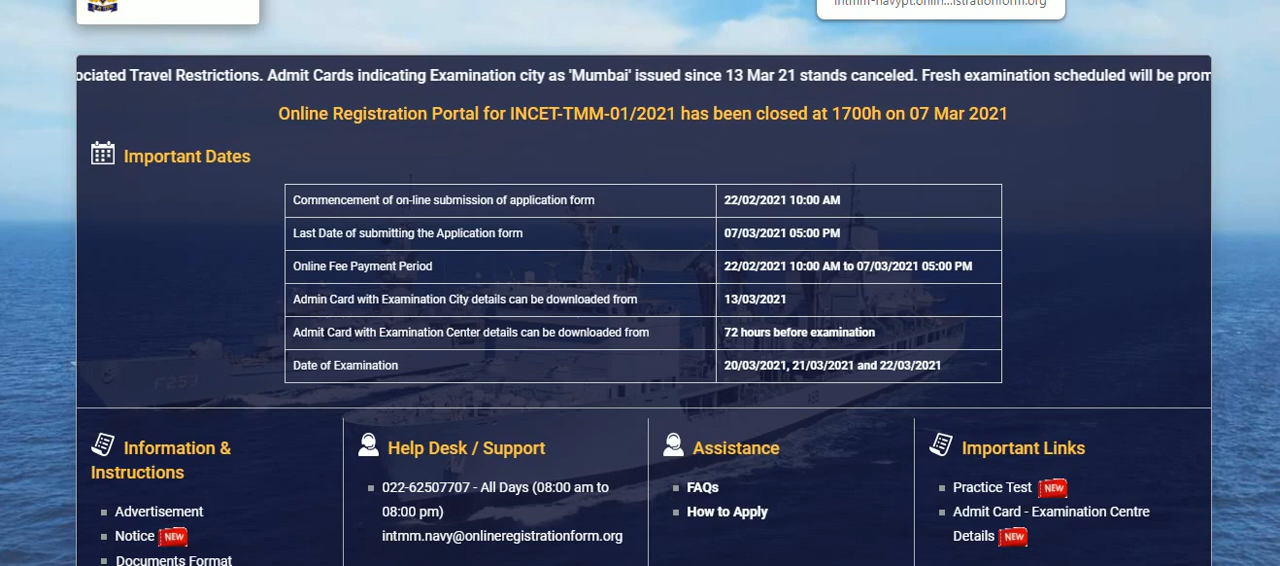 intmm-navypt.onlin...istrationform.org
ociated Travel Restrictions. Admit Cards indicating Examination city as 'Mumbai' issued since 13 Mar 21 stands canceled. Fresh examination scheduled will be prom
Online Registration Portal for INCET-TMM-01/2021 has been closed at 1700h on 07 Mar 2021
Important Dates
Commencement of on-line submission of application form 22/02/2021 10:00 AM
Last Date of submitting the Application form 07/03/2021 05:00 PM
Online Fee Payment Period 22/02/2021 10:00 AM to 07/03/2021 05:00 PM
Admin Card with Examination City details can be downloaded from 13/03/2021
Admit Card with Examination Center details can be downloaded from 72 hours before examination
Date of Examination 20/03/2021, 21/03/2021 and 22/03/2021
F253
Information &
Instructions
Advertisement
Notice NEW
Documents Format
Help Desk / Support
022-62507707 - All Days (08:00 am to
08:00 pm)
intmm.navy@onlineregistrationform.org
Assistance
FAQs
How to Apply
Important Links
Practice Test NEW
Admit Card - Examination Centre
Details NEW